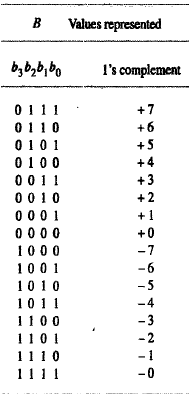 B Values represented
b3b2b1b0 1's complement
0 1 1 1 +7
0 1 1 0 +6
0 1 0 1 +5
0 1 0 0 +4
0 0 1 1 +3
0 0 1 0 +2
0 0 0 1 +1
0 0 0 0 +0
1 0 0 0 -7
1 0 0 1 -6
1 0 1 0 -5
1 0 1 1 -4
1 1 0 0 -3
1 1 0 1 -2
1 1 1 0 -1
1 1 1 1 -0